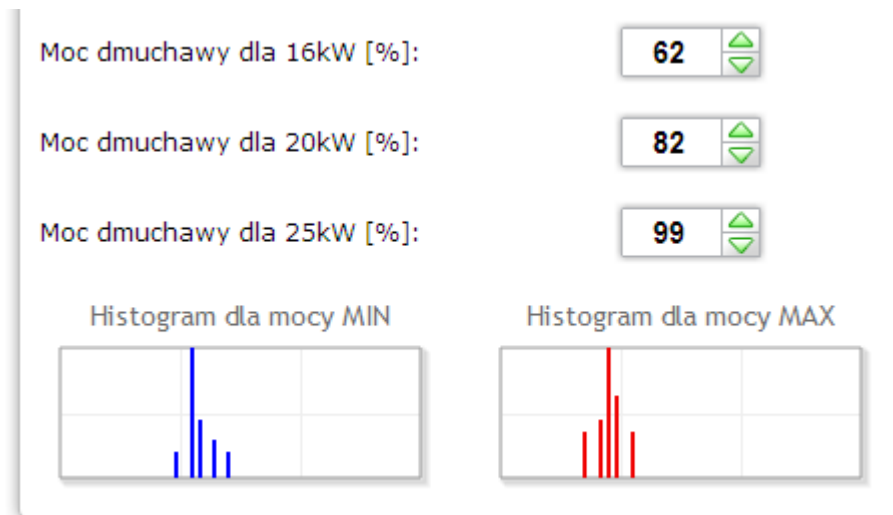 Moc dmuchawy dla 16kW [%]: 62
Moc dmuchawy dla 20kW [%]: 82
Moc dmuchawy dla 25kW [%]: 99
Histogram dla mocy MIN Histogram dla mocy MAX